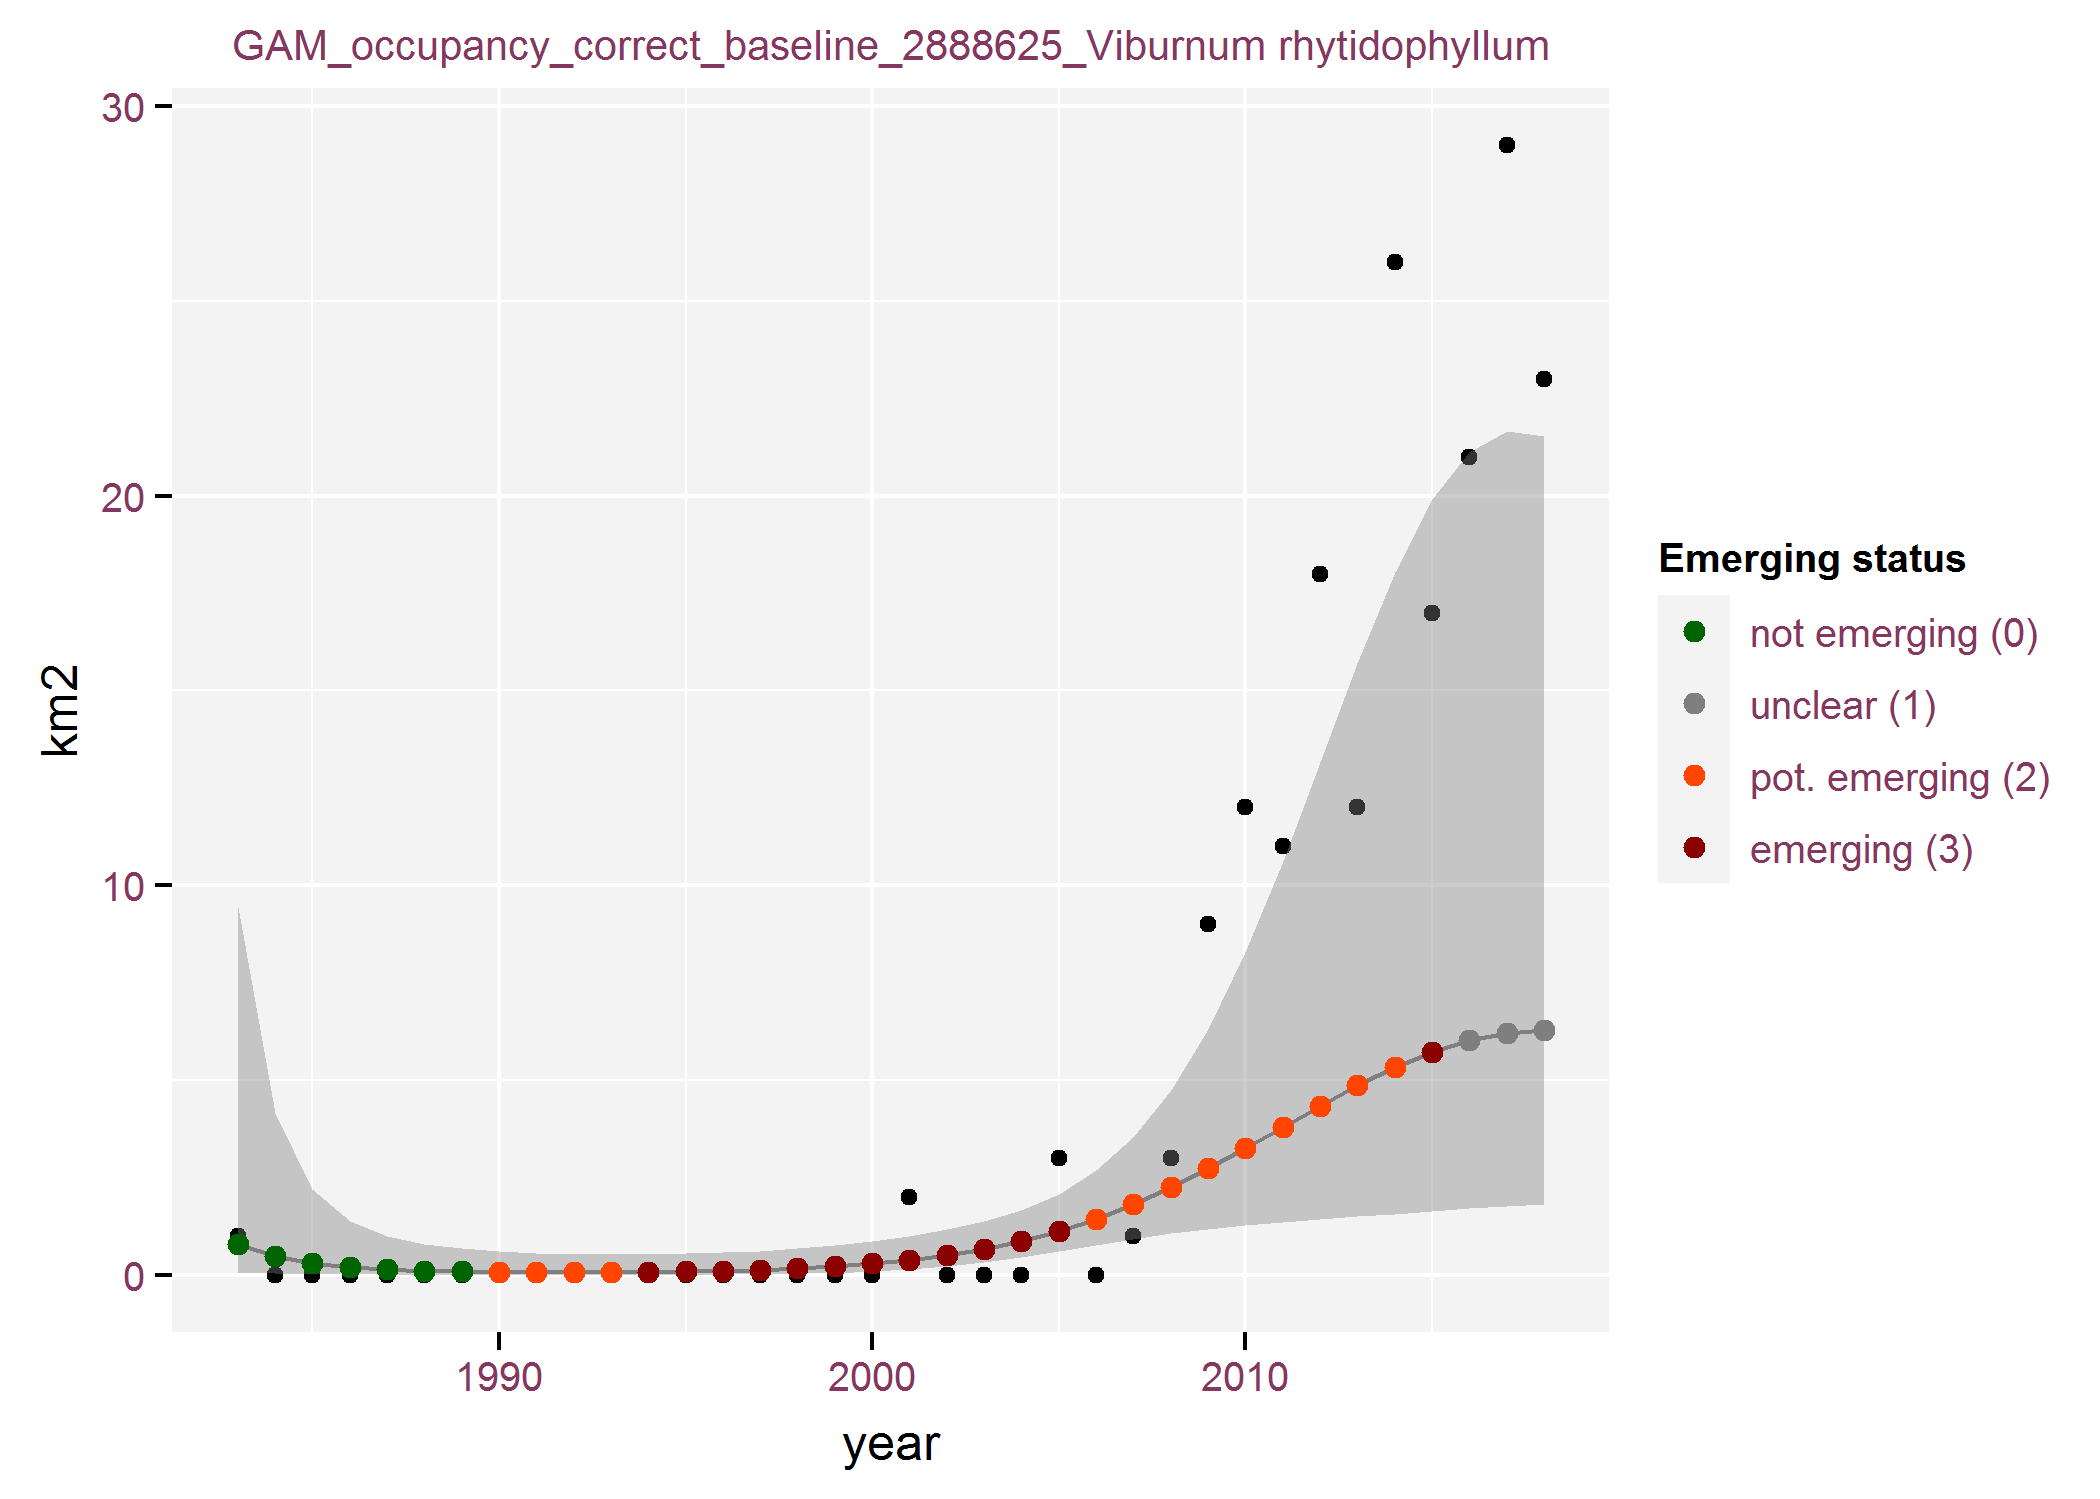 GAM_occupancy_correct_baseline_2888625_Viburnum rhytidophyllum
30
20
10
0
km2
1990
2000
2010
year
Emerging status
not emerging (0)
unclear (1)
pot. emerging (2)
emerging (3)